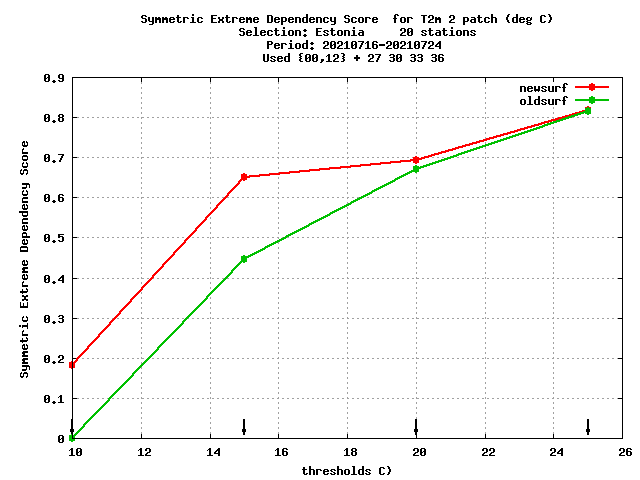 Symmetric Extreme Dependency Score  for T2m 2 patch (deg C)
Selection: Estonia     20 stations
Period: 20210716-20210724
Used {00,12} + 27 30 33 36
newsurf
oldsurf
Symmetric Extreme Dependency Score
0.9
0.8
0.7
0.6
0.5
0.4
0.3
0.2
0.1
0
10 12 14 16 18 20 22 24 26
thresholds C)